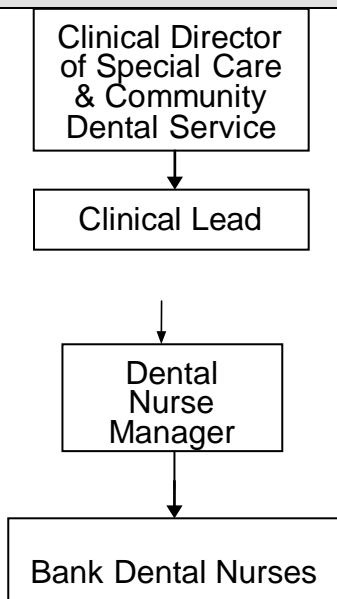 Clinical Director
of Special Care
& Community
Dental Service
Clinical Lead
Dental
Nurse
Manager
Bank Dental Nurses